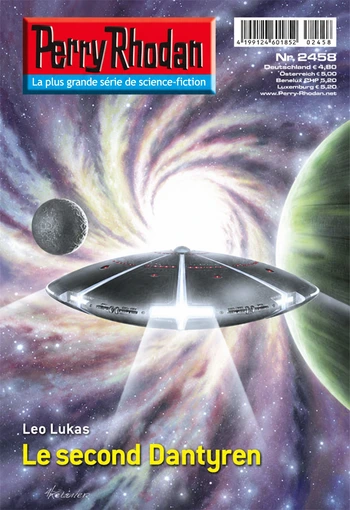 Perry Rhodan
La plus grande série de science-fiction
4 199124 601852
02458
Nr. 2458
Deutschland € 4,80
Österreich € 5,00
Benelux CHF 5,20
Luxemburg € 5,20
www.Perry-Rhodan.net
Leo Lukas
Le second Dantyren